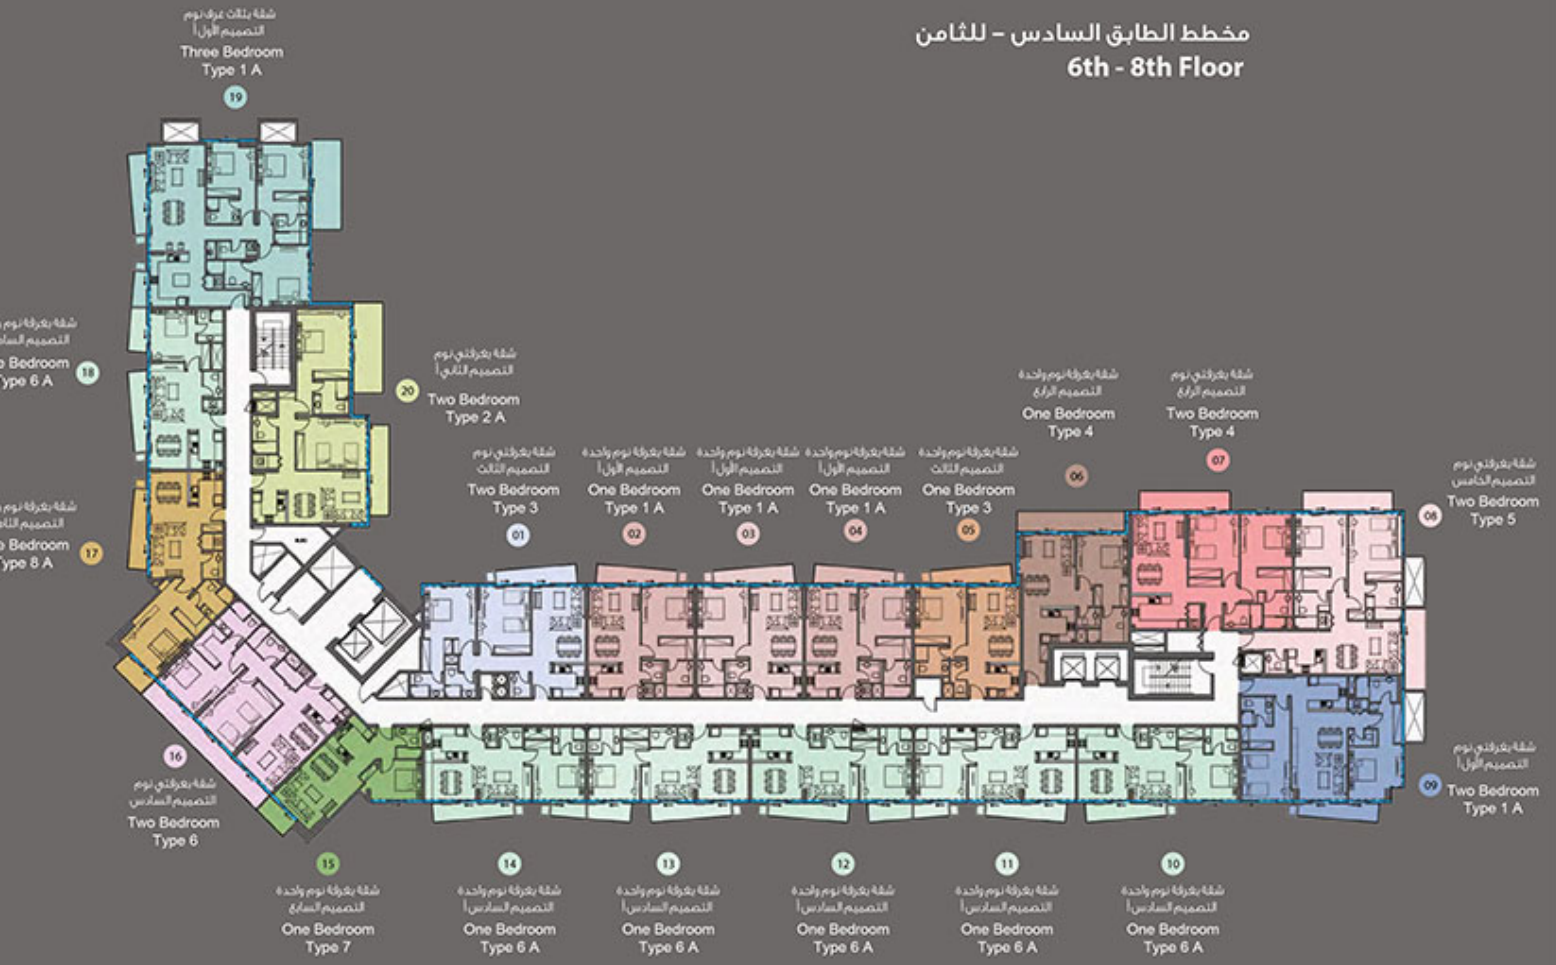 مخطط الطابق السادس – للثامن
6th - 8th Floor
شقة بثلاث غرف نوم
التصميم الأول أ
Three Bedroom
Type 1 A
19
شقة بغرفة نوم
التصميم السا
e Bedroom
Type 6 A
18
شقة بغرفتي نوم
التصميم الثاني أ
20
Two Bedroom
Type 2 A
شقة بغرفة نوم
التصميم الثا
e Bedroom
Type 8 A
17
شقة بغرفتي نوم
التصميم الثالث
Two Bedroom
Type 3
01
شقة بغرفة نوم واحدة
التصميم الأول أ
One Bedroom
Type 1 A
02
شقة بغرفة نوم واحدة
التصميم الأول أ
One Bedroom
Type 1 A
03
شقة بغرفة نوم واحدة
التصميم الأول أ
One Bedroom
Type 1 A
04
شقة بغرفة نوم واحدة
التصميم الثالث
One Bedroom
Type 3
05
شقة بغرفة نوم واحدة
التصميم الرابع
One Bedroom
Type 4
06
شقة بغرفتي نوم
التصميم الرابع
Two Bedroom
Type 4
07
شقة بغرفتي نوم
التصميم الخامس
08
Two Bedroom
Type 5
شقة بغرفتي نوم
التصميم الأول أ
09
Two Bedroom
Type 1 A
16
شقة بغرفتي نوم
التصميم السادس
Two Bedroom
Type 6
15
شقة بغرفة نوم واحدة
التصميم السابع
One Bedroom
Type 7
14
شقة بغرفة نوم واحدة
التصميم السادس أ
One Bedroom
Type 6 A
13
شقة بغرفة نوم واحدة
التصميم السادس أ
One Bedroom
Type 6 A
12
شقة بغرفة نوم واحدة
التصميم السادس أ
One Bedroom
Type 6 A
11
شقة بغرفة نوم واحدة
التصميم السادس أ
One Bedroom
Type 6 A
10
شقة بغرفة نوم واحدة
التصميم السادس أ
One Bedroom
Type 6 A